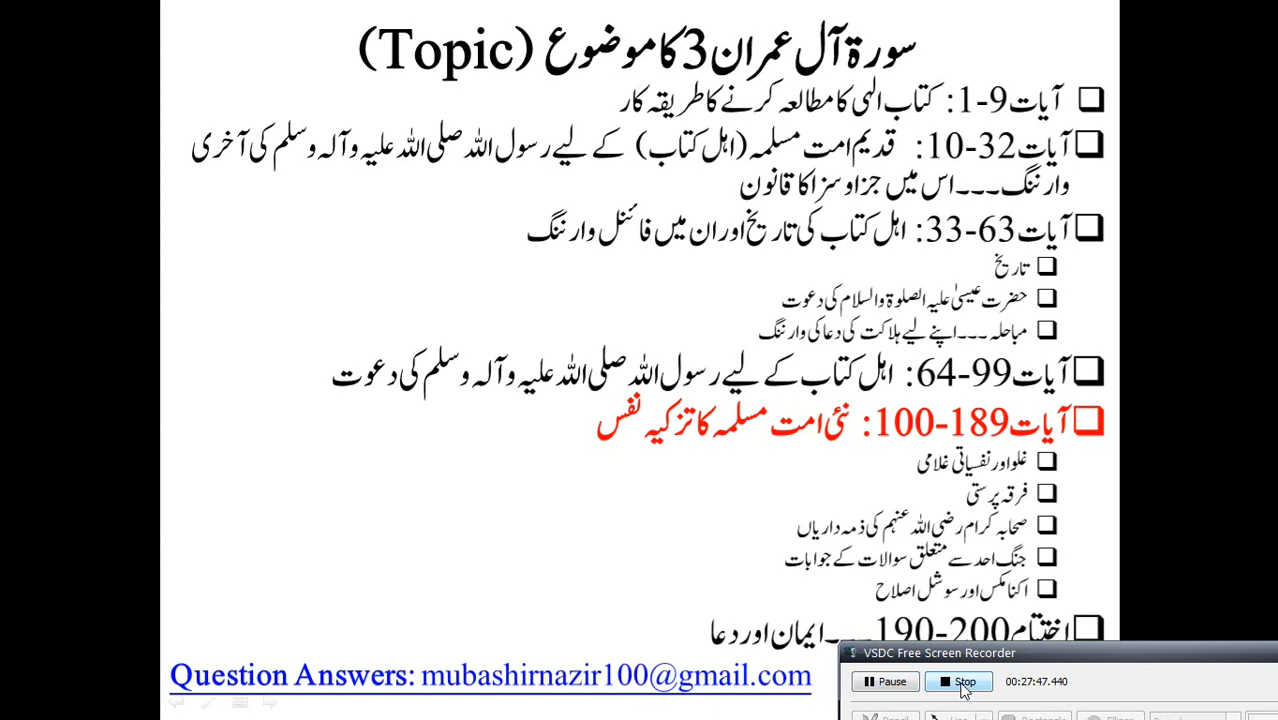 سورۃ آل عمران 3 کا موضوع (Topic)
آیات 9-1: کتاب الہی کا مطالعہ کرنے کا طریقہ کار
آیات 32-10: قدیم امت مسلمہ (اہل کتاب) کے لیے رسول اللہ صلی اللہ علیہ وآلہ وسلم کی آخری
وارننگ۔۔۔اس میں جزا و سزا کا قانون
آیات 63-33: اہل کتاب کی تاریخ اور ان میں فائنل وارننگ
تاریخ
حضرت عیسیٰ علیہ الصلوۃ والسلام کی دعوت
مباحلہ ۔۔۔اپنے لیے ہلاکت کی دعا کی وارننگ
آیات 99-64: اہل کتاب کے لیے رسول اللہ صلی اللہ علیہ وآلہ وسلم کی دعوت
آیات 189-100: نئی امت مسلمہ کا تزکیہ نفس
غلو اور نفسیاتی غلامی
فرقہ پرستی
صحابہ کرام رضی اللہ عنہم کی ذمہ داریاں
جنگ احد سے متعلق سوالات کے جوابات
اکنامکس اور سوشل اصلاح
اختتام 200-190۔۔۔ایمان اور دعا
Question Answers: mubashirnazir100@gmail.com
VSDC Free Screen Recorder
Pause Stop 00:27:47.440